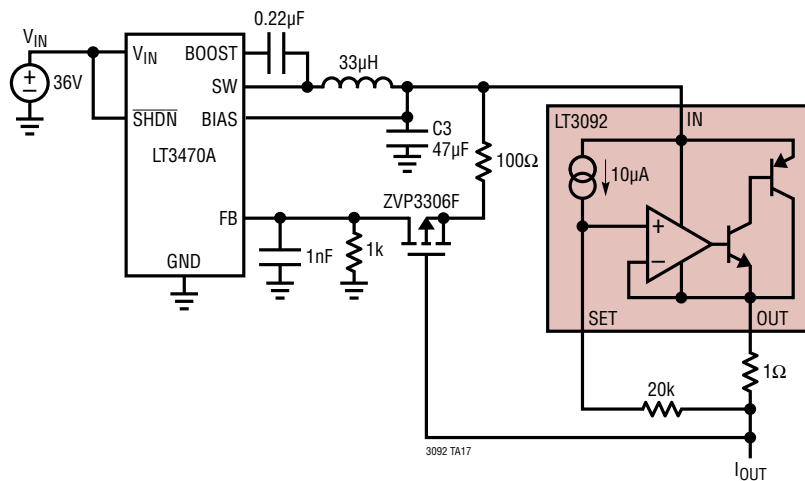 0.22µF
VIN
36V
VIN
BOOST
33µH
SW
SHDN
BIAS
C3
47µF
LT3470A
100Ω
ZVP3306F
FB
1nF
1k
GND
IN
LT3092
10µA
+
–
SET
OUT
1Ω
20k
3092 TA17
IOUT